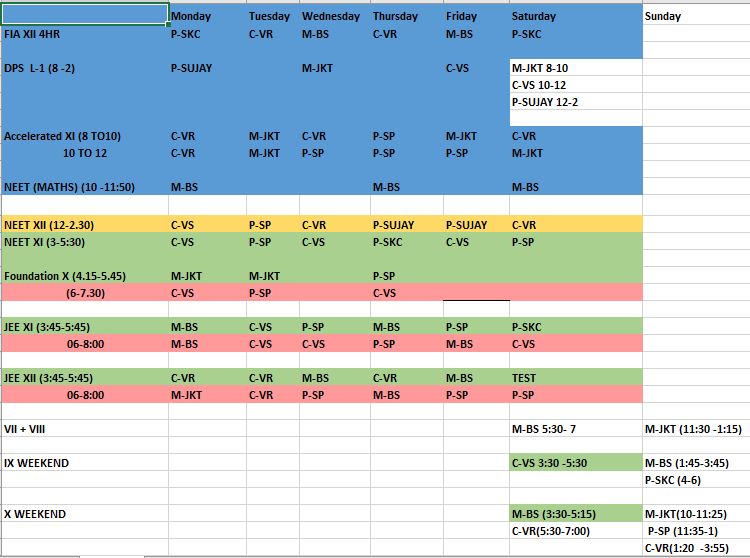 Monday Tuesday Wednesday Thursday Friday Saturday Sunday
FIA XII 4HR P-SKC C-VR M-BS C-VR M-BS P-SKC
DPS L-1 (8 -2) P-SUJAY M-JKT C-VS M-JKT 8-10
C-VS 10-12
P-SUJAY 12-2
Accelerated XI (8 TO10) C-VR M-JKT C-VR P-SP M-JKT C-VR
10 TO 12 C-VR M-JKT P-SP P-SP P-SP M-JKT
NEET (MATHS) (10 -11:50) M-BS M-BS M-BS
NEET XII (12-2.30) C-VS P-SP C-VR P-SUJAY P-SUJAY C-VR
NEET XI (3-5:30) C-VS P-SP C-VS P-SKC C-VS P-SP
Foundation X (4.15-5.45) M-JKT M-JKT P-SP
(6-7.30) C-VS P-SP C-VS
JEE XI (3:45-5:45) M-BS C-VS P-SP M-BS P-SP P-SKC
06-8:00 M-BS C-VS C-VS P-SP M-BS C-VS
JEE XII (3:45-5:45) C-VR C-VR M-BS C-VR M-BS TEST
06-8:00 M-JKT C-VR P-SP M-BS P-SP P-SP
VII + VIII M-BS 5:30- 7 M-JKT (11:30 -1:15)
IX WEEKEND C-VS 3:30 -5:30 M-BS (1:45-3:45)
P-SKC (4-6)
X WEEKEND M-BS (3:30-5:15) M-JKT(10-11:25)
C-VR(5:30-7:00) P-SP (11:35-1)
C-VR(1:20 -3:55)